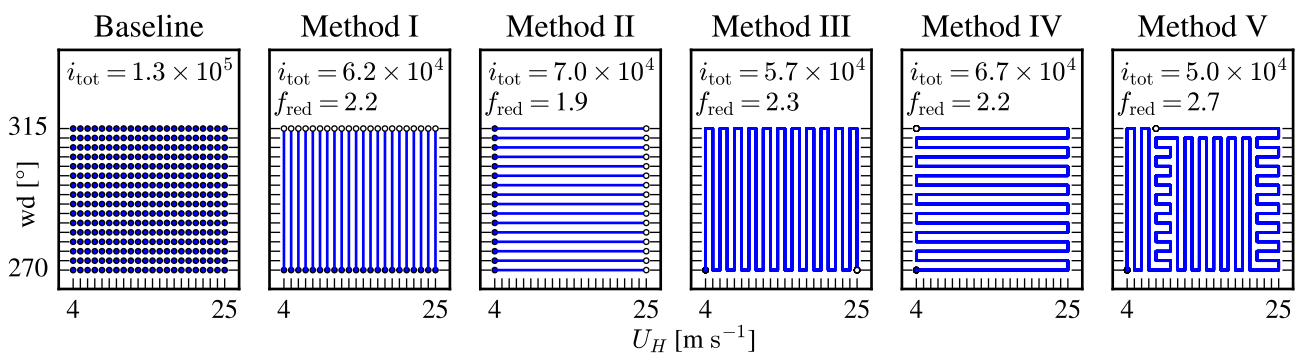 Baseline Method I Method II Method III Method IV Method V
i_tot = 1.3 × 10^5 i_tot = 6.2 × 10^4 i_tot = 7.0 × 10^4 i_tot = 5.7 × 10^4 i_tot = 6.7 × 10^4 i_tot = 5.0 × 10^4
f_red = 2.2 f_red = 1.9 f_red = 2.3 f_red = 2.2 f_red = 2.7
315
wd [°]
270
4 25 4 25 4 25 4 25 4 25 4 25
U_H [m s^−1]